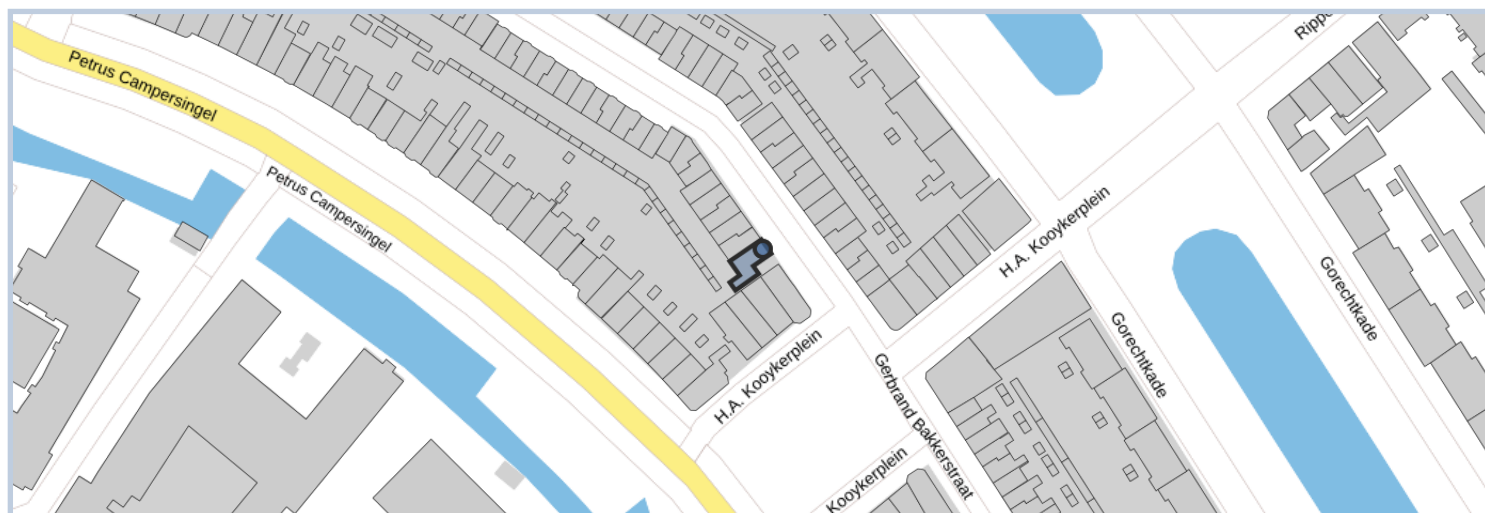 Petrus Campersingel
Petrus Campersingel
H.A. Kooykerplein
H.A. Kooykerplein
Kooykerplein
Gerbrand Bakkerstraat
Gorechtkade
Gorechtkade